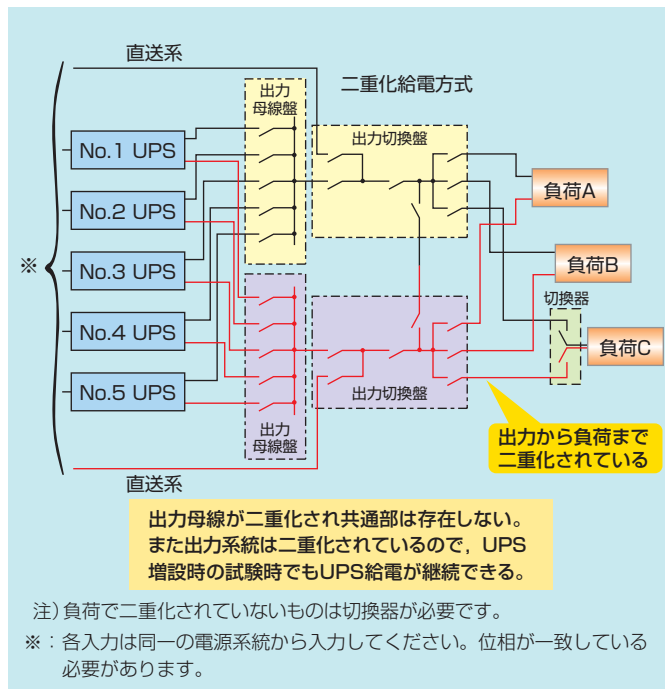 直送系
二重化給電方式
出力
母線盤
出力切換盤
No.1 UPS
No.2 UPS
No.3 UPS
No.4 UPS
No.5 UPS
※
負荷A
負荷B
切換器
負荷C
出力切換盤
出力
母線盤
直送系
出力から負荷まで
二重化されている
出力母線が二重化され共通部は存在しない。
また出力系統は二重化されているので，UPS
増設時の試験時でもUPS給電が継続できる。
注）負荷で二重化されていないものは切換器が必要です。
※：各入力は同一の電源系統から入力してください。位相が一致している
必要があります。